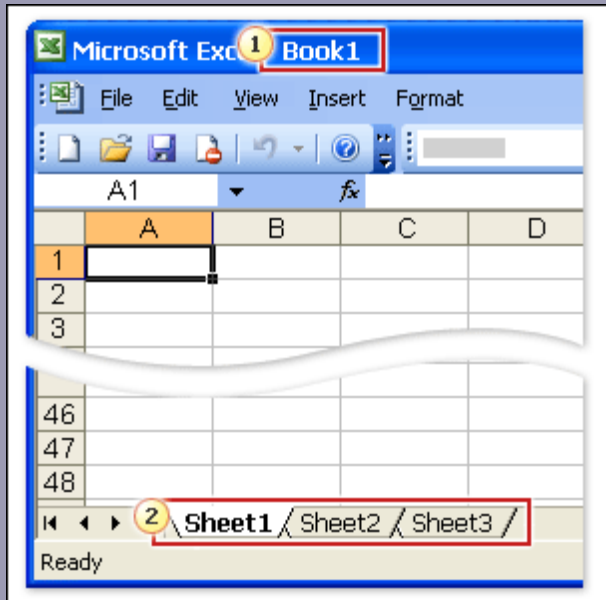 Microsoft Exc 1 Book1
File Edit View Insert Format
A1 fx
A B C D
1
2
3
46
47
48
2 Sheet1 Sheet2 Sheet3
Ready